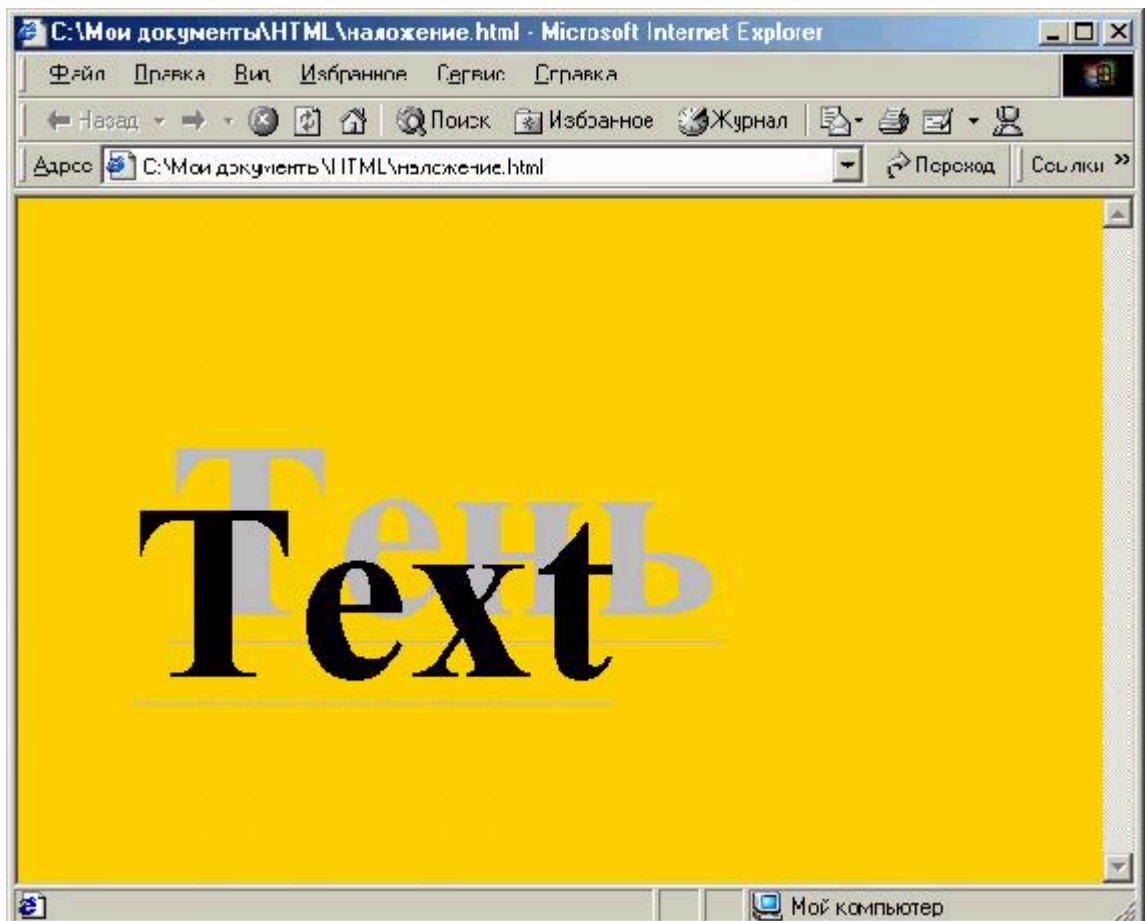 C:\Мои документы\HTML\наложение.html - Microsoft Internet Explorer
Файл Правка Вид Избранное Сервис Справка
Назад Поиск Избранное Журнал
Адрес C:\Мои документы\HTML\наложение.html Переход Ссылки »
Тень
Text
Мой компьютер